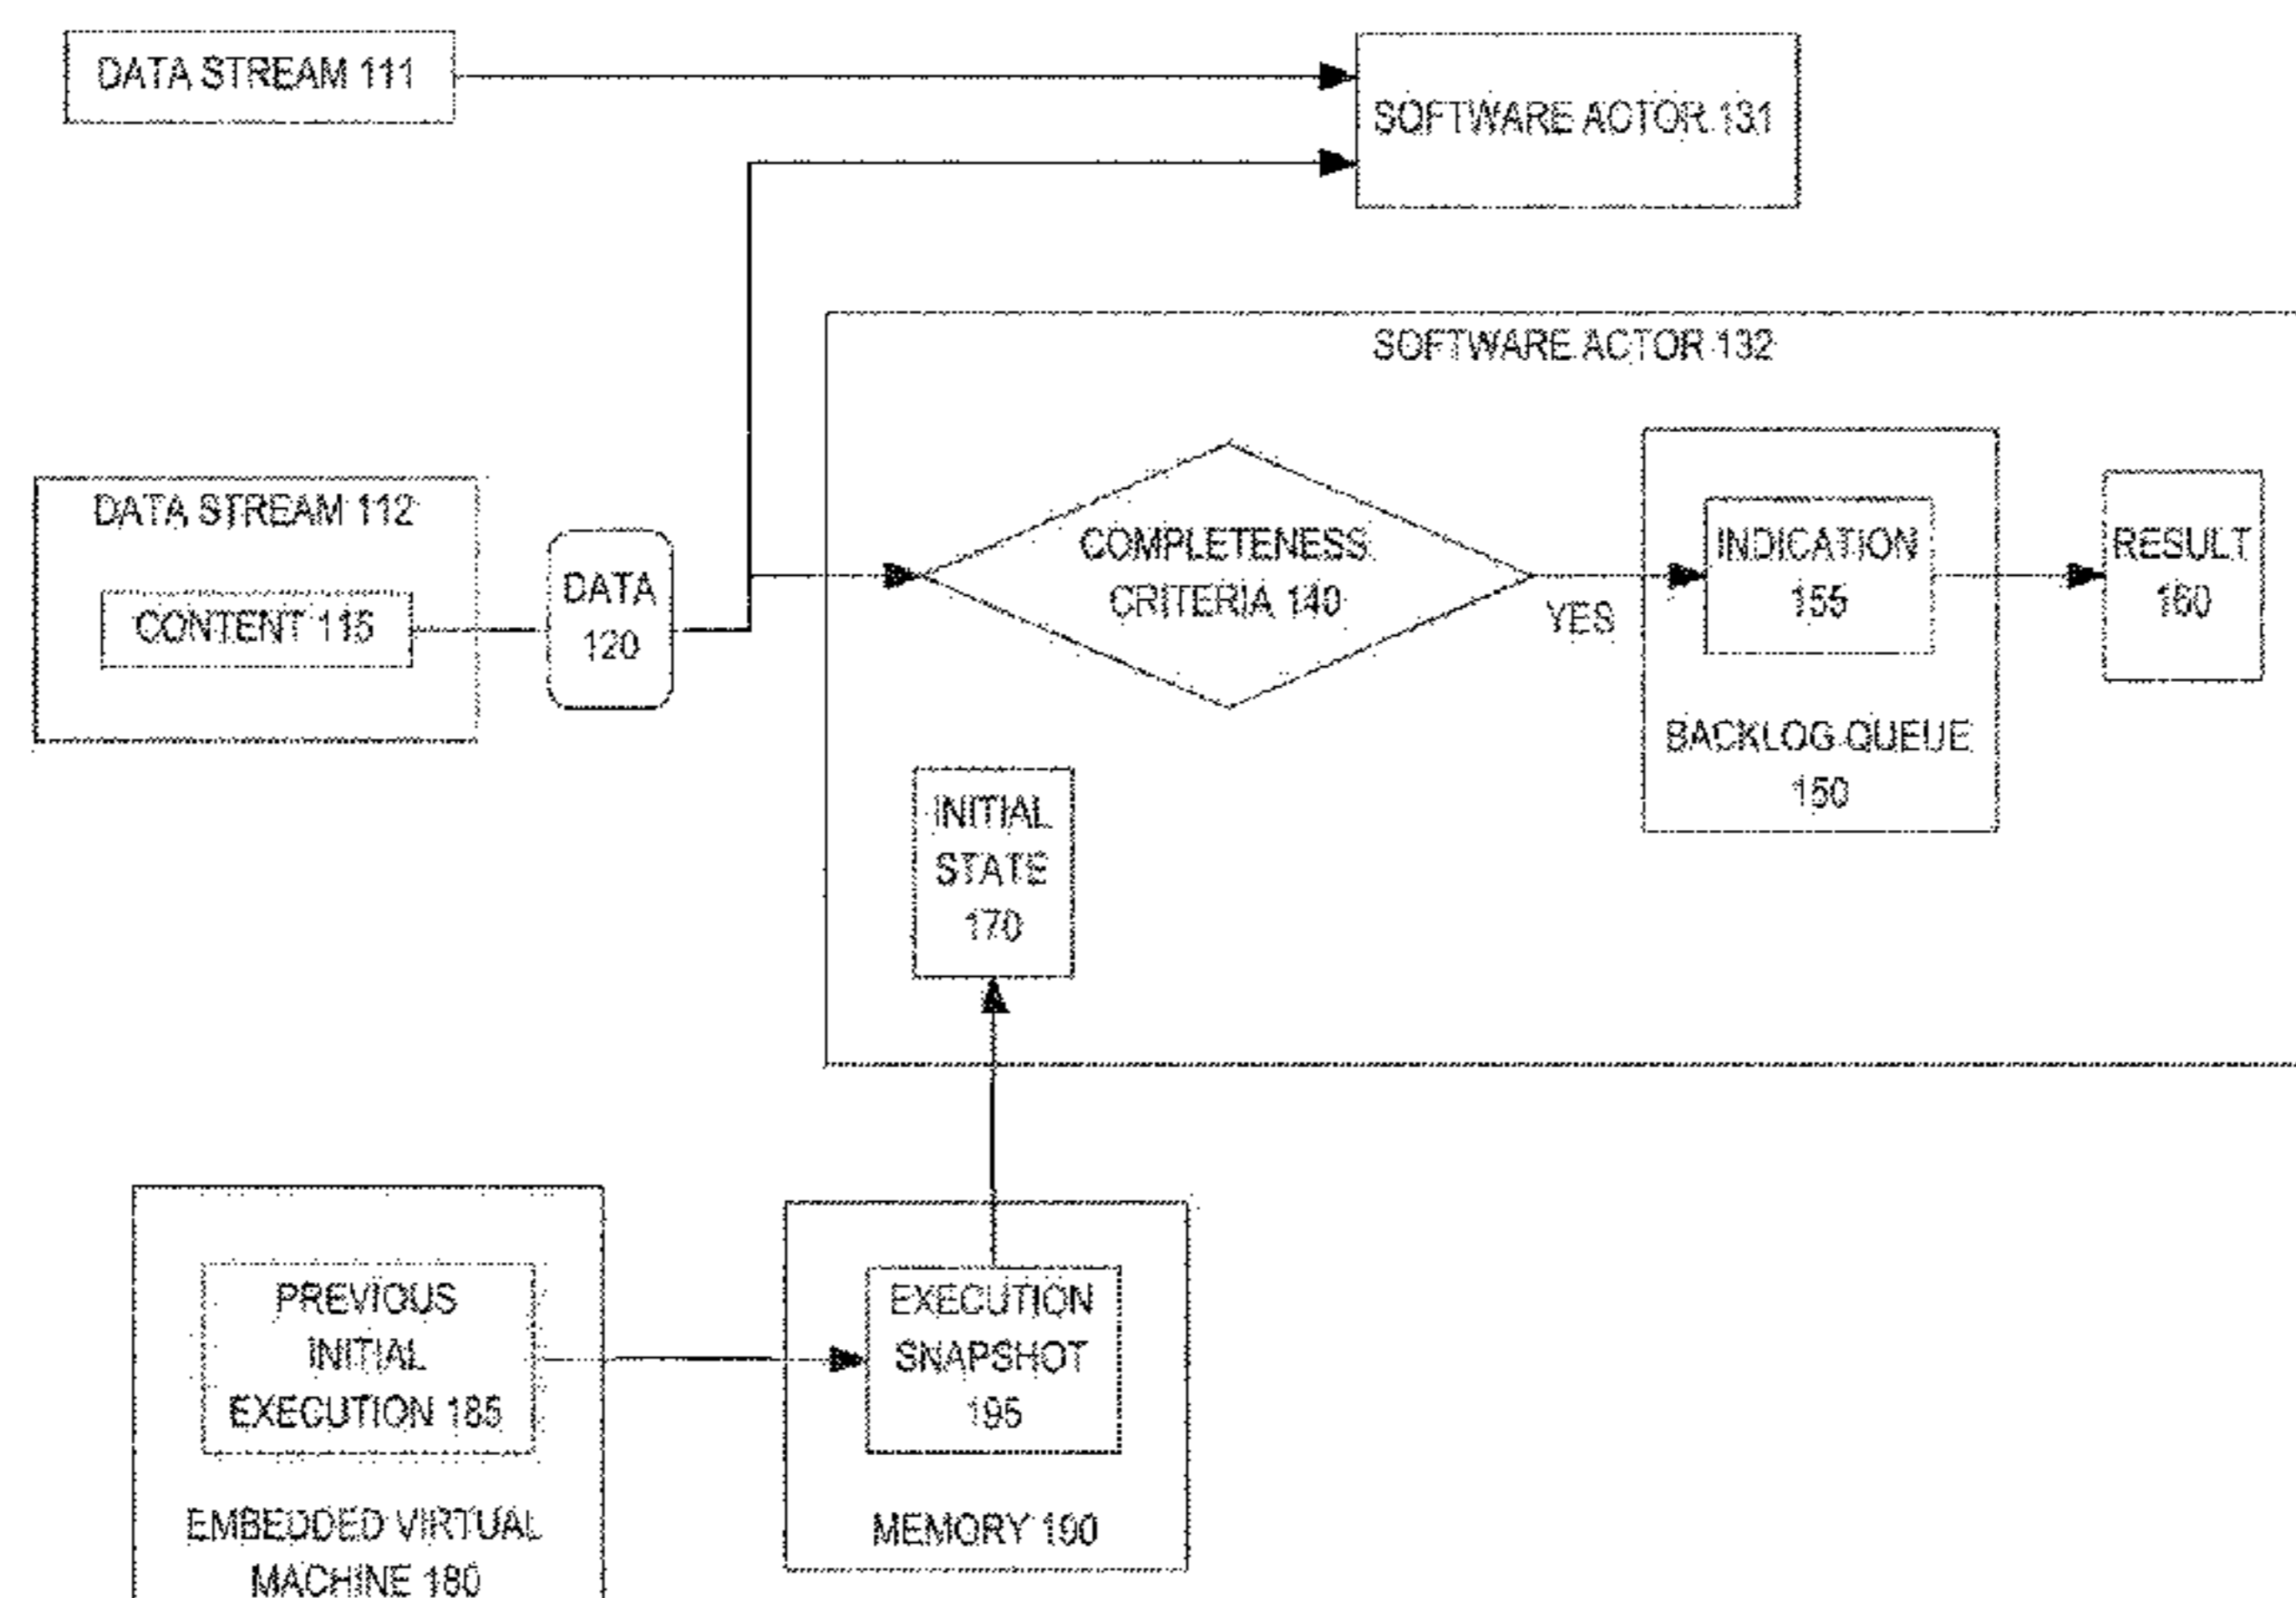 DATA STREAM 111
SOFTWARE ACTOR 131
SOFTWARE ACTOR 132
DATA STREAM 112
CONTENT 115
DATA
120
COMPLETENESS
CRITERIA 140
YES
INDICATION
155
BACKLOG QUEUE
150
RESULT
160
INITIAL
STATE
170
PREVIOUS
INITIAL
EXECUTION 185
EMBEDDED VIRTUAL
MACHINE 180
EXECUTION
SNAPSHOT
195
MEMORY 190